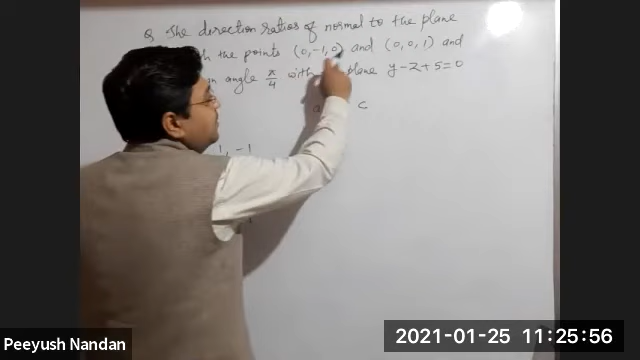 Q. The direction ratios of normal to the plane
the points (0,-1,0) and (0,0,1) and
angle π/4 with plane y-z+5=0
c
1, -1
Peeyush Nandan
2021-01-25 11:25:56